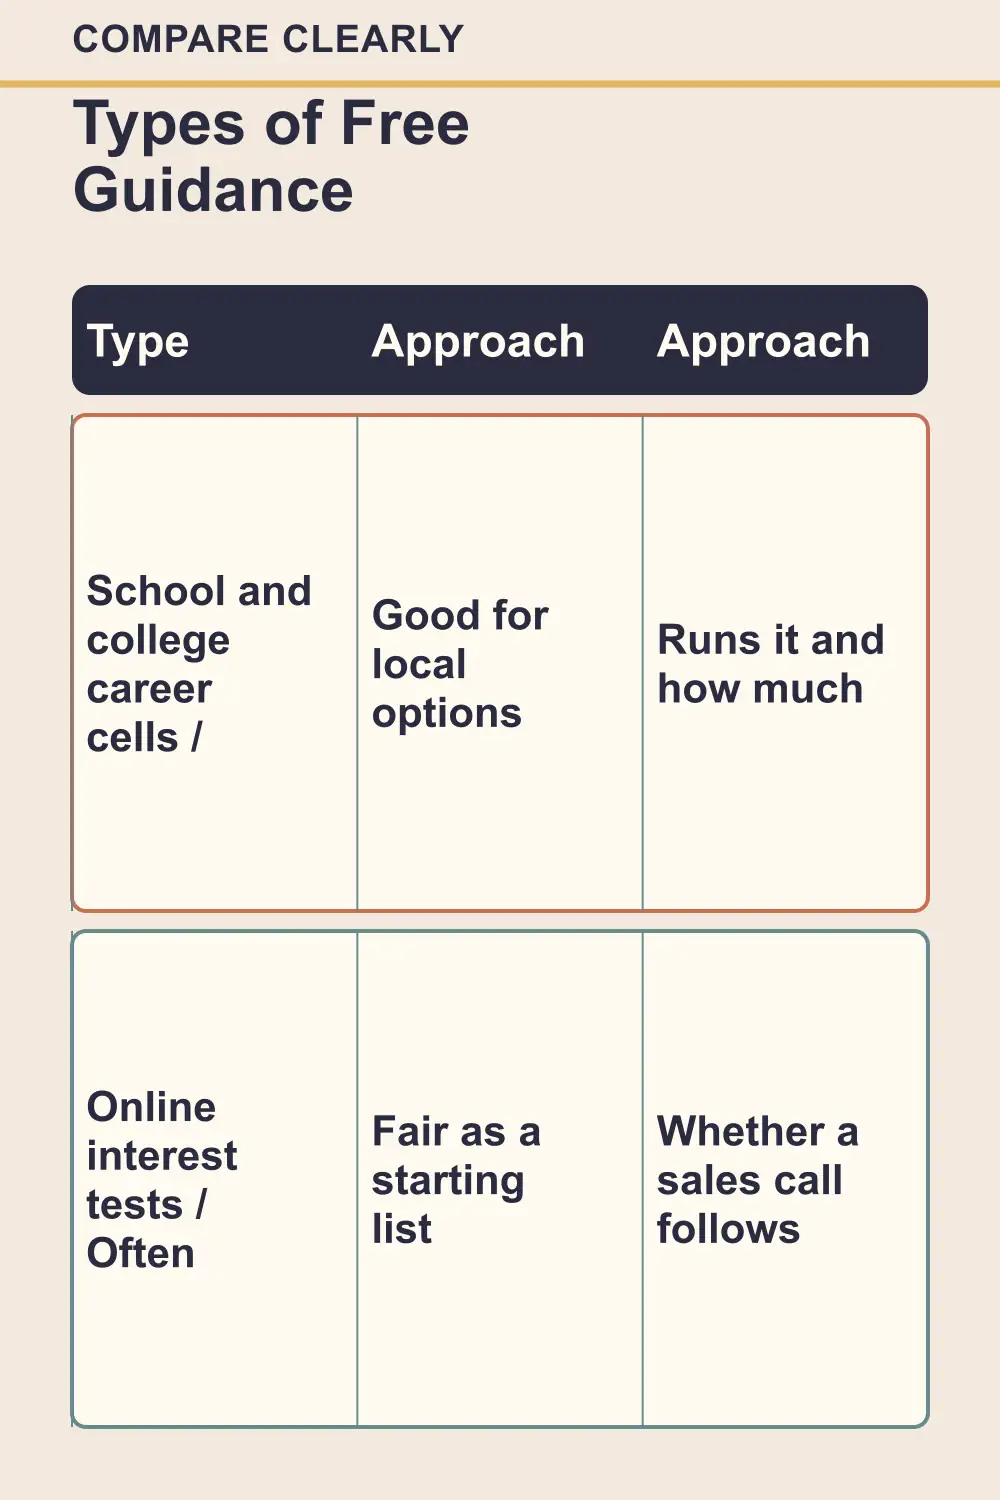 COMPARE CLEARLY
Types of Free
Guidance
Type Approach Approach
School and
college
career
cells /
Good for
local
options
Runs it and
how much
Online
interest
tests /
Often
Fair as a
starting
list
Whether a
sales call
follows